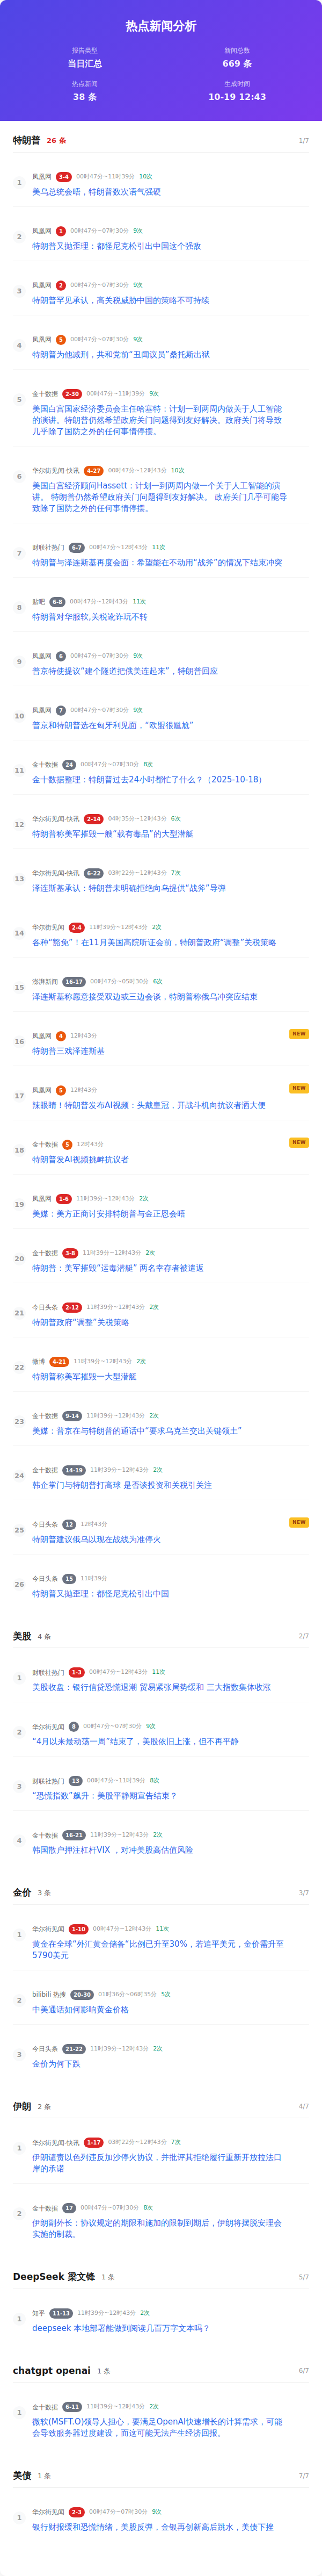 热点新闻分析
报告类型
当日汇总
新闻总数
669 条
热点新闻
38 条
生成时间
10-19 12:43
特朗普 26 条 1/7
1
凤凰网 3-4 00时47分~11时39分 10次
美乌总统会晤，特朗普数次语气强硬
2
凤凰网 1 00时47分~07时30分 9次
特朗普又抛歪理：都怪尼克松引出中国这个强敌
3
凤凰网 2 00时47分~07时30分 9次
特朗普罕见承认，高关税威胁中国的策略不可持续
4
凤凰网 5 00时47分~07时30分 9次
特朗普为他减刑，共和党前“丑闻议员”桑托斯出狱
5
金十数据 2-30 00时47分~11时39分 9次
美国白宫国家经济委员会主任哈塞特：计划一到两周内做关于人工智能
的演讲。特朗普仍然希望政府关门问题得到友好解决。政府关门将导致
几乎除了国防之外的任何事情停摆。
6
华尔街见闻-快讯 4-27 00时47分~12时43分 10次
美国白宫经济顾问Hassett：计划一到两周内做一个关于人工智能的演
讲。 特朗普仍然希望政府关门问题得到友好解决。 政府关门几乎可能导
致除了国防之外的任何事情停摆。
7
财联社热门 6-7 00时47分~12时43分 11次
特朗普与泽连斯基再度会面：希望能在不动用“战斧”的情况下结束冲突
8
贴吧 6-8 00时47分~12时43分 11次
特朗普对华服软,关税讹诈玩不转
9
凤凰网 6 00时47分~07时30分 9次
普京特使提议“建个隧道把俄美连起来”，特朗普回应
10
凤凰网 7 00时47分~07时30分 9次
普京和特朗普选在匈牙利见面，“欧盟很尴尬”
11
金十数据 24 00时47分~07时30分 8次
金十数据整理：特朗普过去24小时都忙了什么？（2025-10-18）
12
华尔街见闻-快讯 2-14 04时35分~12时43分 6次
特朗普称美军摧毁一艘“载有毒品”的大型潜艇
13
华尔街见闻-快讯 6-22 03时22分~12时43分 7次
泽连斯基承认：特朗普未明确拒绝向乌提供“战斧”导弹
14
华尔街见闻 2-4 11时39分~12时43分 2次
各种“豁免”！在11月美国高院听证会前，特朗普政府“调整”关税策略
15
澎湃新闻 16-17 00时47分~05时30分 6次
泽连斯基称愿意接受双边或三边会谈，特朗普称俄乌冲突应结束
16
凤凰网 4 12时43分 NEW
特朗普三戏泽连斯基
17
凤凰网 5 12时43分 NEW
辣眼睛！特朗普发布AI视频：头戴皇冠，开战斗机向抗议者洒大便
18
金十数据 5 12时43分 NEW
特朗普发AI视频挑衅抗议者
19
凤凰网 1-6 11时39分~12时43分 2次
美媒：美方正商讨安排特朗普与金正恩会晤
20
金十数据 3-8 11时39分~12时43分 2次
特朗普：美军摧毁“运毒潜艇” 两名幸存者被遣返
21
今日头条 2-12 11时39分~12时43分 2次
特朗普政府“调整”关税策略
22
微博 4-21 11时39分~12时43分 2次
特朗普称美军摧毁一大型潜艇
23
金十数据 9-14 11时39分~12时43分 2次
美媒：普京在与特朗普的通话中“要求乌克兰交出关键领土”
24
金十数据 14-19 11时39分~12时43分 2次
韩企掌门与特朗普打高球 是否谈投资和关税引关注
25
今日头条 12 12时43分 NEW
特朗普建议俄乌以现在战线为准停火
26
今日头条 15 11时39分
特朗普又抛歪理：都怪尼克松引出中国
美股 4 条 2/7
1
财联社热门 1-3 00时47分~12时43分 11次
美股收盘：银行信贷恐慌退潮 贸易紧张局势缓和 三大指数集体收涨
2
华尔街见闻 8 00时47分~07时30分 9次
“4月以来最动荡一周”结束了，美股依旧上涨，但不再平静
3
财联社热门 13 00时47分~11时39分 8次
“恐慌指数”飙升：美股平静期宣告结束？
4
金十数据 16-21 11时39分~12时43分 2次
韩国散户押注杠杆VIX ，对冲美股高估值风险
金价 3 条 3/7
1
华尔街见闻 1-10 00时47分~12时43分 11次
黄金在全球“外汇黄金储备”比例已升至30%，若追平美元，金价需升至
5790美元
2
bilibili 热搜 20-30 01时36分~06时35分 5次
中美通话如何影响黄金价格
3
今日头条 21-22 11时39分~12时43分 2次
金价为何下跌
伊朗 2 条 4/7
1
华尔街见闻-快讯 1-17 03时22分~12时43分 7次
伊朗谴责以色列违反加沙停火协议，并批评其拒绝履行重新开放拉法口
岸的承诺
2
金十数据 17 00时47分~07时30分 8次
伊朗副外长：协议规定的期限和施加的限制到期后，伊朗将摆脱安理会
实施的制裁。
DeepSeek 梁文锋 1 条 5/7
1
知乎 11-13 11时39分~12时43分 2次
deepseek 本地部署能做到阅读几百万字文本吗？
chatgpt openai 1 条 6/7
1
金十数据 6-11 11时39分~12时43分 2次
微软(MSFT.O)领导人担心，要满足OpenAI快速增长的计算需求，可能
会导致服务器过度建设，而这可能无法产生经济回报。
美债 1 条 7/7
1
华尔街见闻 2-3 00时47分~07时30分 9次
银行财报缓和恐慌情绪，美股反弹，金银再创新高后跳水，美债下挫